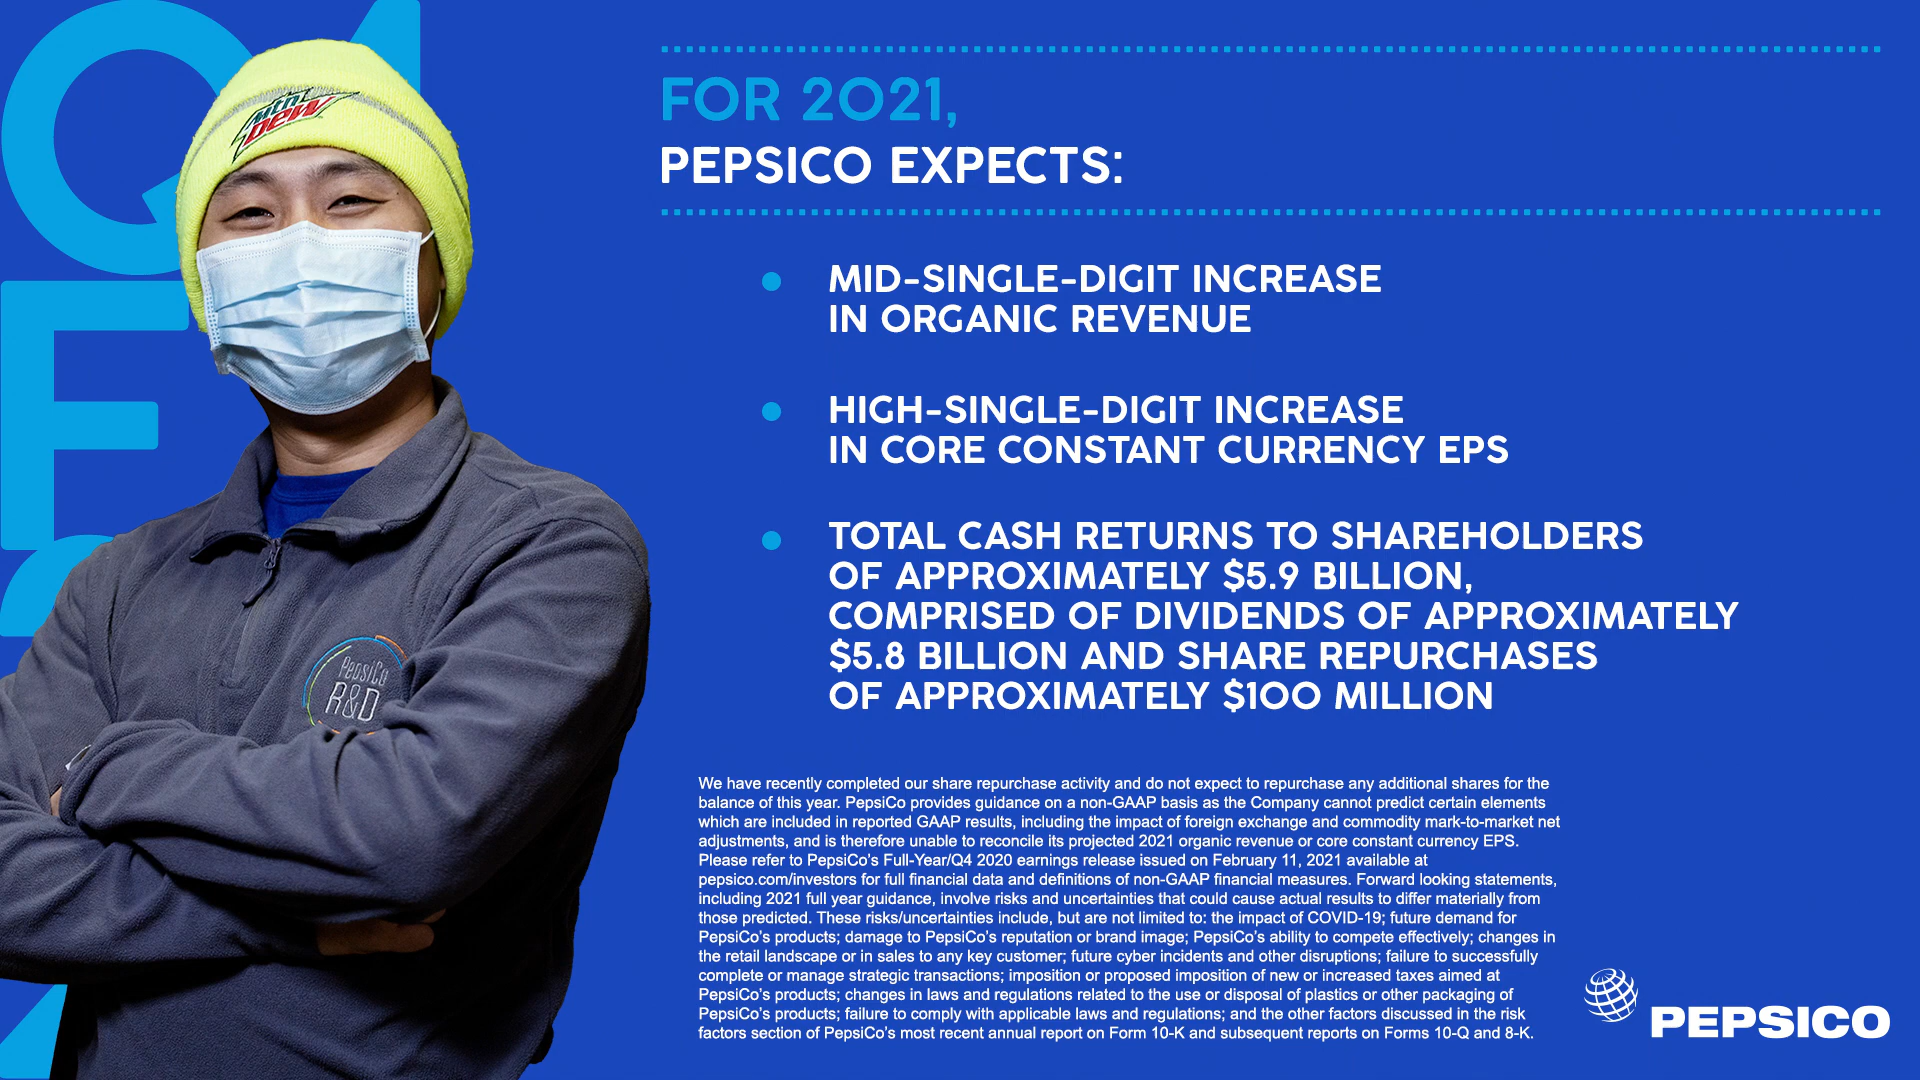 Q4
FOR 2021,
PEPSICO EXPECTS:
mtn
DEW
• MID-SINGLE-DIGIT INCREASE
IN ORGANIC REVENUE
• HIGH-SINGLE-DIGIT INCREASE
IN CORE CONSTANT CURRENCY EPS
• TOTAL CASH RETURNS TO SHAREHOLDERS
OF APPROXIMATELY $5.9 BILLION,
COMPRISED OF DIVIDENDS OF APPROXIMATELY
$5.8 BILLION AND SHARE REPURCHASES
OF APPROXIMATELY $100 MILLION
PepsiCo
R&D
We have recently completed our share repurchase activity and do not expect to repurchase any additional shares for the
balance of this year. PepsiCo provides guidance on a non-GAAP basis as the Company cannot predict certain elements
which are included in reported GAAP results, including the impact of foreign exchange and commodity mark-to-market net
adjustments, and is therefore unable to reconcile its projected 2021 organic revenue or core constant currency EPS.
Please refer to PepsiCo's Full-Year/Q4 2020 earnings release issued on February 11, 2021 available at
pepsico.com/investors for full financial data and definitions of non-GAAP financial measures. Forward looking statements,
including 2021 full year guidance, involve risks and uncertainties that could cause actual results to differ materially from
those predicted. These risks/uncertainties include, but are not limited to: the impact of COVID-19; future demand for
PepsiCo's products; damage to PepsiCo's reputation or brand image; PepsiCo's ability to compete effectively; changes in
the retail landscape or in sales to any key customer; future cyber incidents and other disruptions; failure to successfully
complete or manage strategic transactions; imposition or proposed imposition of new or increased taxes aimed at
PepsiCo's products; changes in laws and regulations related to the use or disposal of plastics or other packaging of
PepsiCo's products; failure to comply with applicable laws and regulations; and the other factors discussed in the risk
factors section of PepsiCo's most recent annual report on Form 10-K and subsequent reports on Forms 10-Q and 8-K.
PEPSICO